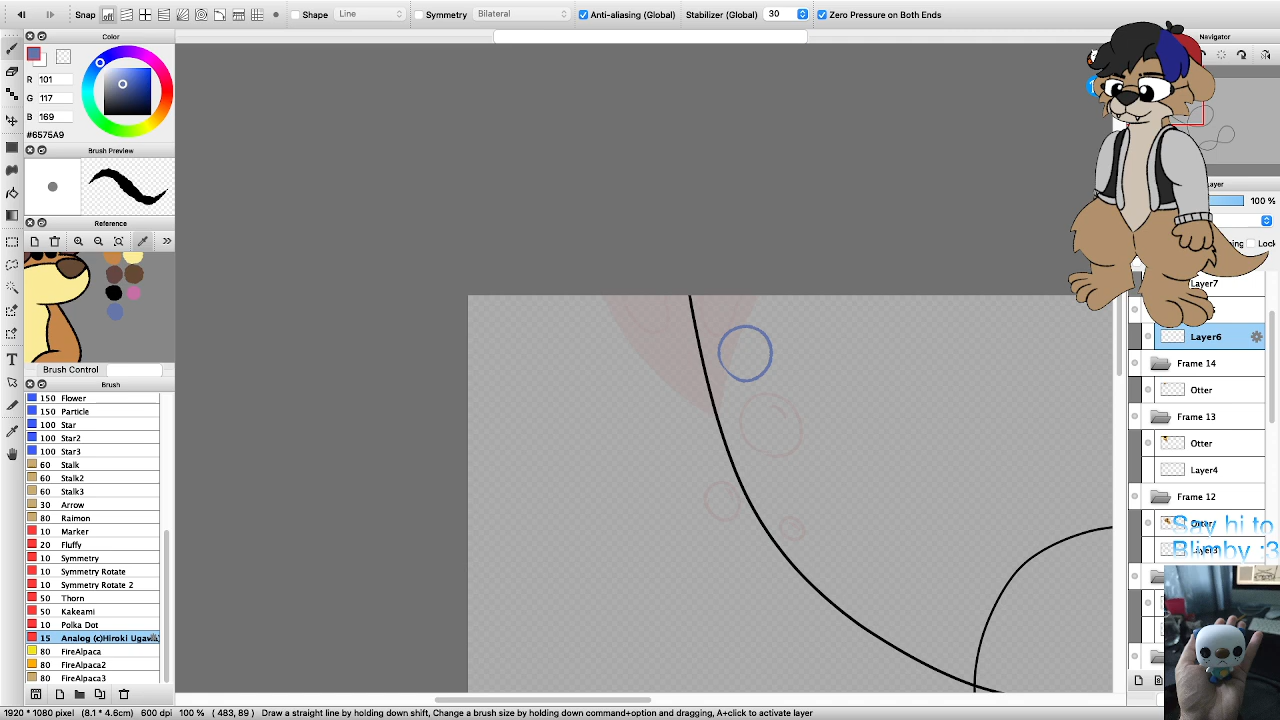 Snap
Shape
Line
Symmetry
Bilateral
Anti-aliasing (Global)
Stabilizer (Global)
30
Zero Pressure on Both Ends
Color
R 101
G 117
B 169
#6575A9
Brush Preview
Reference
Brush Control
Brush
150 Flower
150 Particle
100 Star
100 Star2
100 Star3
60 Stalk
60 Stalk2
60 Stalk3
30 Arrow
80 Raimon
10 Marker
20 Fluffy
10 Symmetry
10 Symmetry Rotate
10 Symmetry Rotate 2
50 Thorn
50 Kakeami
10 Polka Dot
15 Analog (c)Hiroki Ugawa
80 FireAlpaca
80 FireAlpaca2
80 FireAlpaca3
Navigator
100 %
Lock
Layer7
Layer6
Frame 14
Otter
Frame 13
Otter
Layer4
Frame 12
Otter
Layer3
Say hi to
Blimby :3
1920 * 1080 pixel (8.1 * 4.6cm) 600 dpi 100 % ( 483, 89 ) Draw a straight line by holding down shift, Change a brush size by holding down command+option and dragging, A+click to activate layer